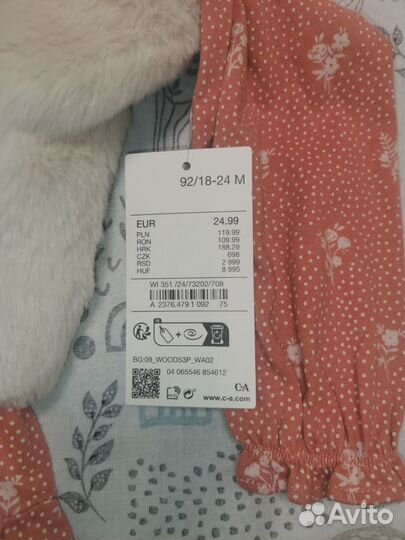 92/18-24 M
EUR 24.99
PLN 119.99
RON 109.99
HRK 188.29
CZK 698
RSD 2 999
HUF 8 995
WI 351 /24/73202/708
A 2376.479 1 092 75
BG:09_WOODS3P_WA02
04 065546 854612
C&A
www.c-a.com
Avito